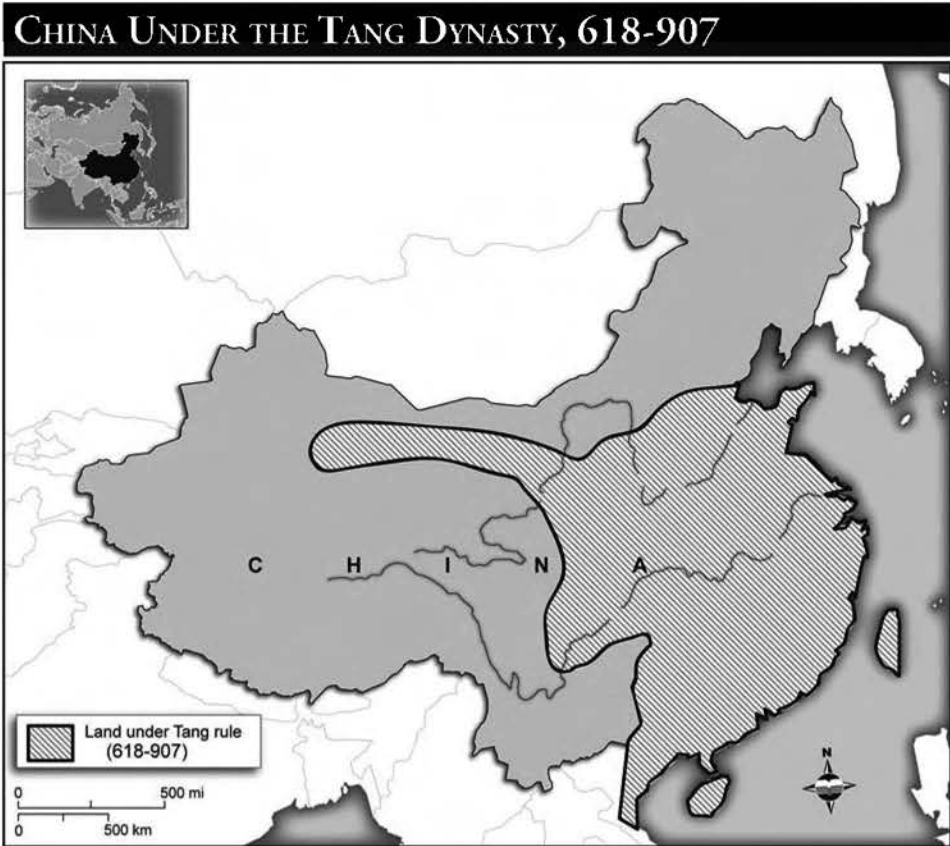 CHINA UNDER THE TANG DYNASTY, 618-907
C H I N A
Land under Tang rule
(618-907)
0 500 mi
0 500 km
N